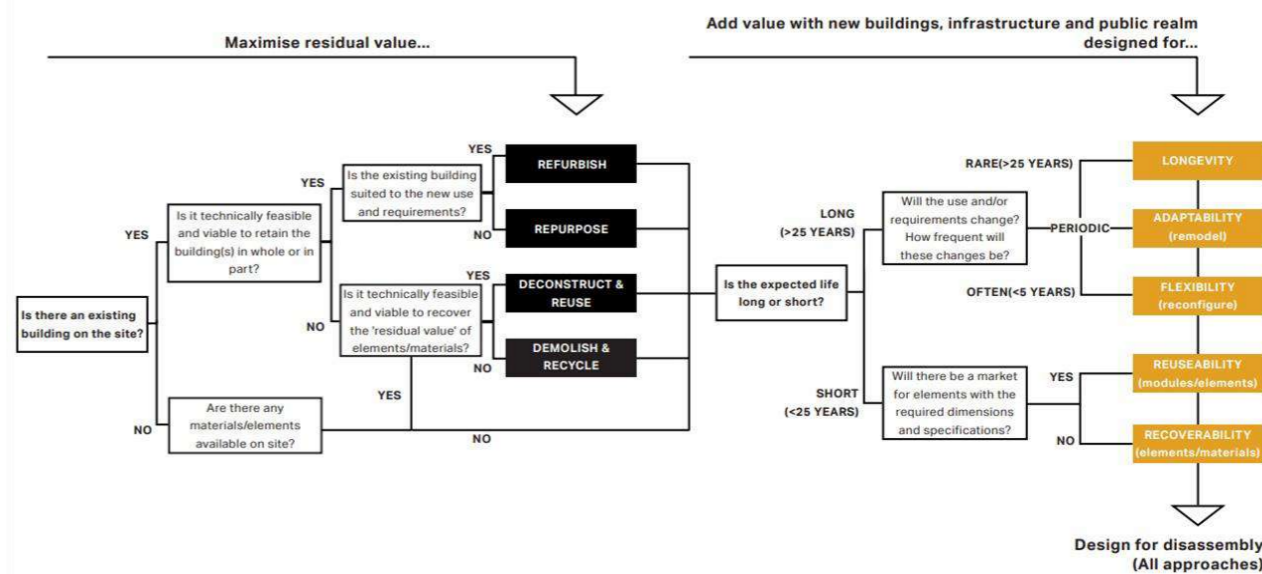 Maximise residual value...
Add value with new buildings, infrastructure and public realm
designed for...
Is there an existing
building on the site?
YES
NO
Is it technically feasible
and viable to retain the
building(s) in whole or in
part?
YES
NO
Are there any
materials/elements
available on site?
YES
NO
Is the existing building
suited to the new use
and requirements?
YES
NO
Is it technically feasible
and viable to recover
the 'residual value' of
elements/materials?
YES
NO
REFURBISH
REPURPOSE
DECONSTRUCT &
REUSE
DEMOLISH &
RECYCLE
Is the expected life
long or short?
LONG
(>25 YEARS)
SHORT
(<25 YEARS)
Will the use and/or
requirements change?
How frequent will
these changes be?
RARE(>25 YEARS)
PERIODIC
OFTEN(<5 YEARS)
Will there be a market
for elements with the
required dimensions
and specifications?
YES
NO
LONGEVITY
ADAPTABILITY
(remodel)
FLEXIBILITY
(reconfigure)
REUSEABILITY
(modules/elements)
RECOVERABILITY
(elements/materials)
Design for disassembly
(All approaches)